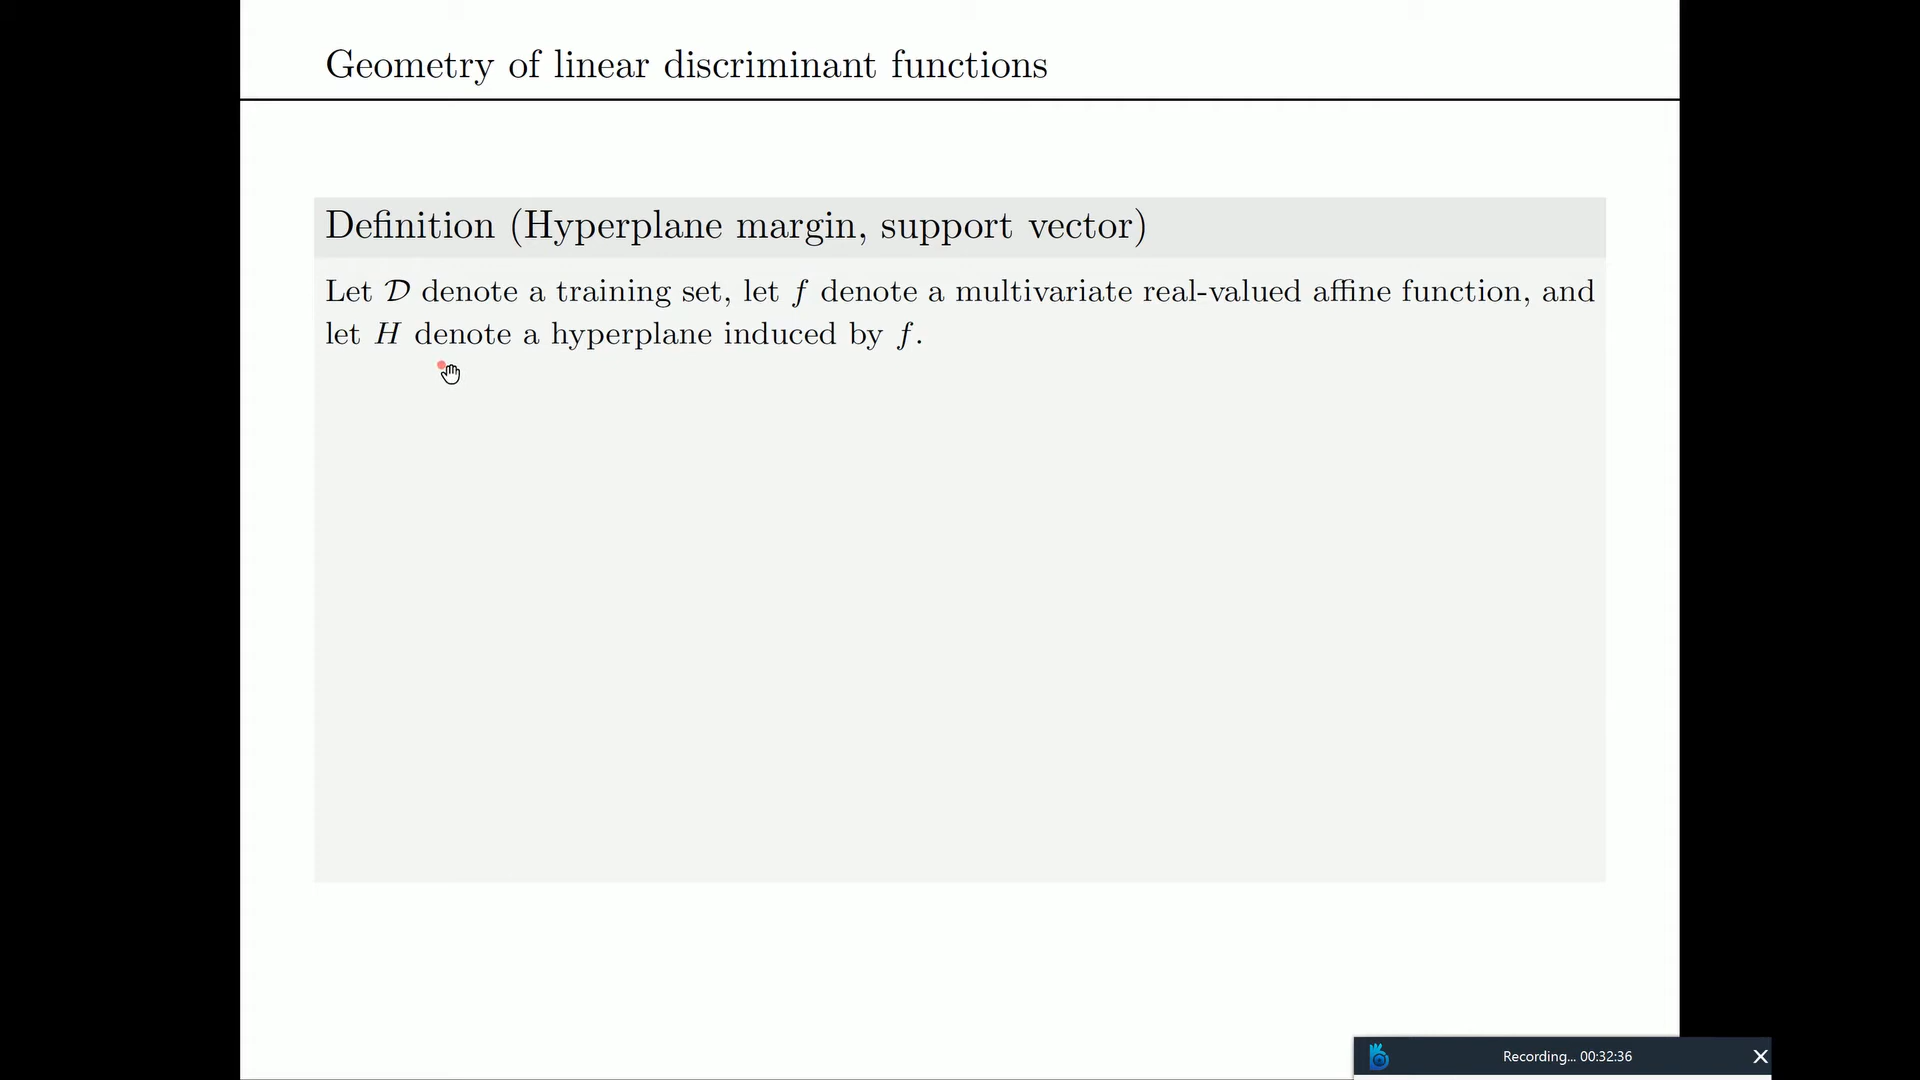 Geometry of linear discriminant functions
Definition (Hyperplane margin, support vector)
Let 𝒟 denote a training set, let f denote a multivariate real-valued affine function, and
let H denote a hyperplane induced by f.
Recording... 00:32:36